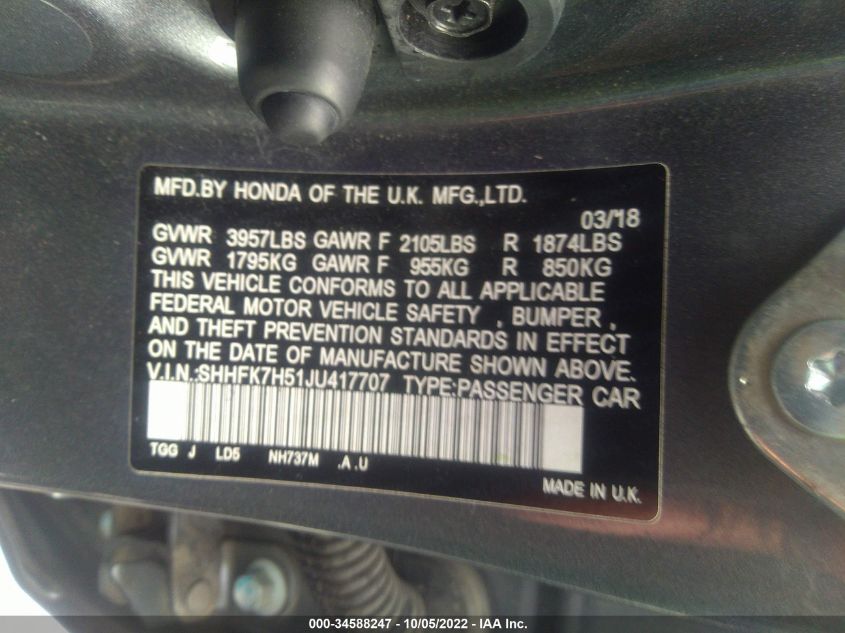 MFD.BY HONDA OF THE U.K. MFG.,LTD.
03/'18
GVWR 3957LBS GAWR F 2105LBS R 1874LBS
GVWR 1795KG GAWR F 955KG R 850KG
THIS VEHICLE CONFORMS TO ALL APPLICABLE
FEDERAL MOTOR VEHICLE SAFETY , BUMPER ,
AND THEFT PREVENTION STANDARDS IN EFFECT
ON THE DATE OF MANUFACTURE SHOWN ABOVE.
V.I.N.:SHHFK7H51JU417707 TYPE:PASSENGER CAR
TGG J LD5 NH737M .A .U
MADE IN U.K.
000-34588247 - 10/05/2022 - IAA Inc.